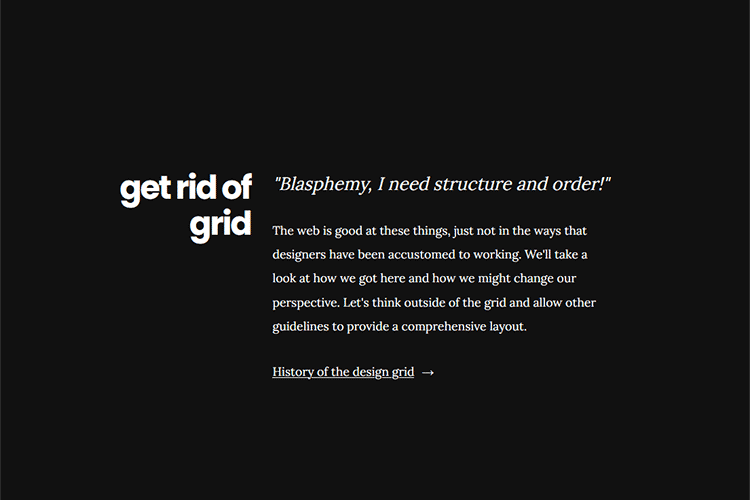 get rid of
grid
"Blasphemy, I need structure and order!"
The web is good at these things, just not in the ways that
designers have been accustomed to working. We'll take a
look at how we got here and how we might change our
perspective. Let's think outside of the grid and allow other
guidelines to provide a comprehensive layout.
History of the design grid →